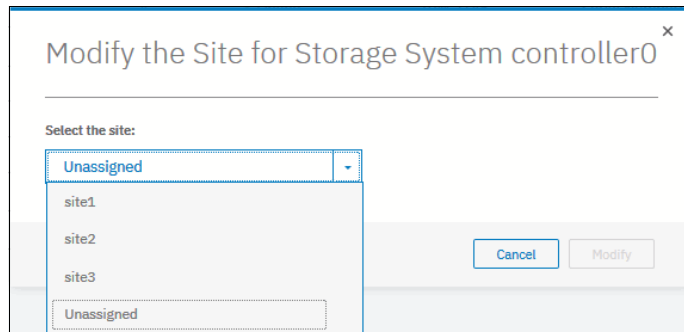 ×
Modify the Site for Storage System controller0
Select the site:
Unassigned
site1
site2
site3
Unassigned
Cancel
Modify